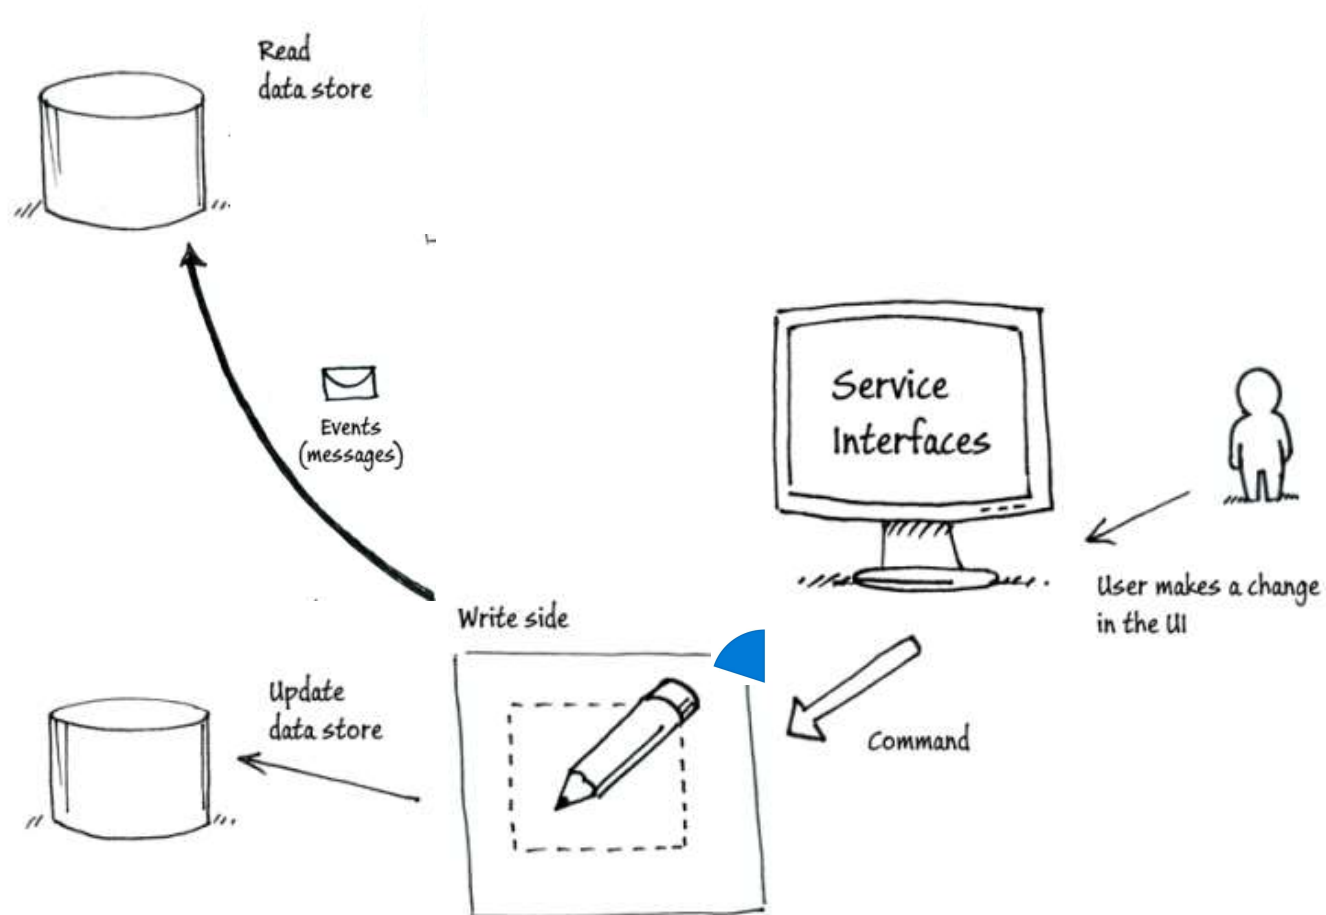 Read
data store
Events
(messages)
Service
Interfaces
User makes a change
in the UI
Write side
Update
data store
Command